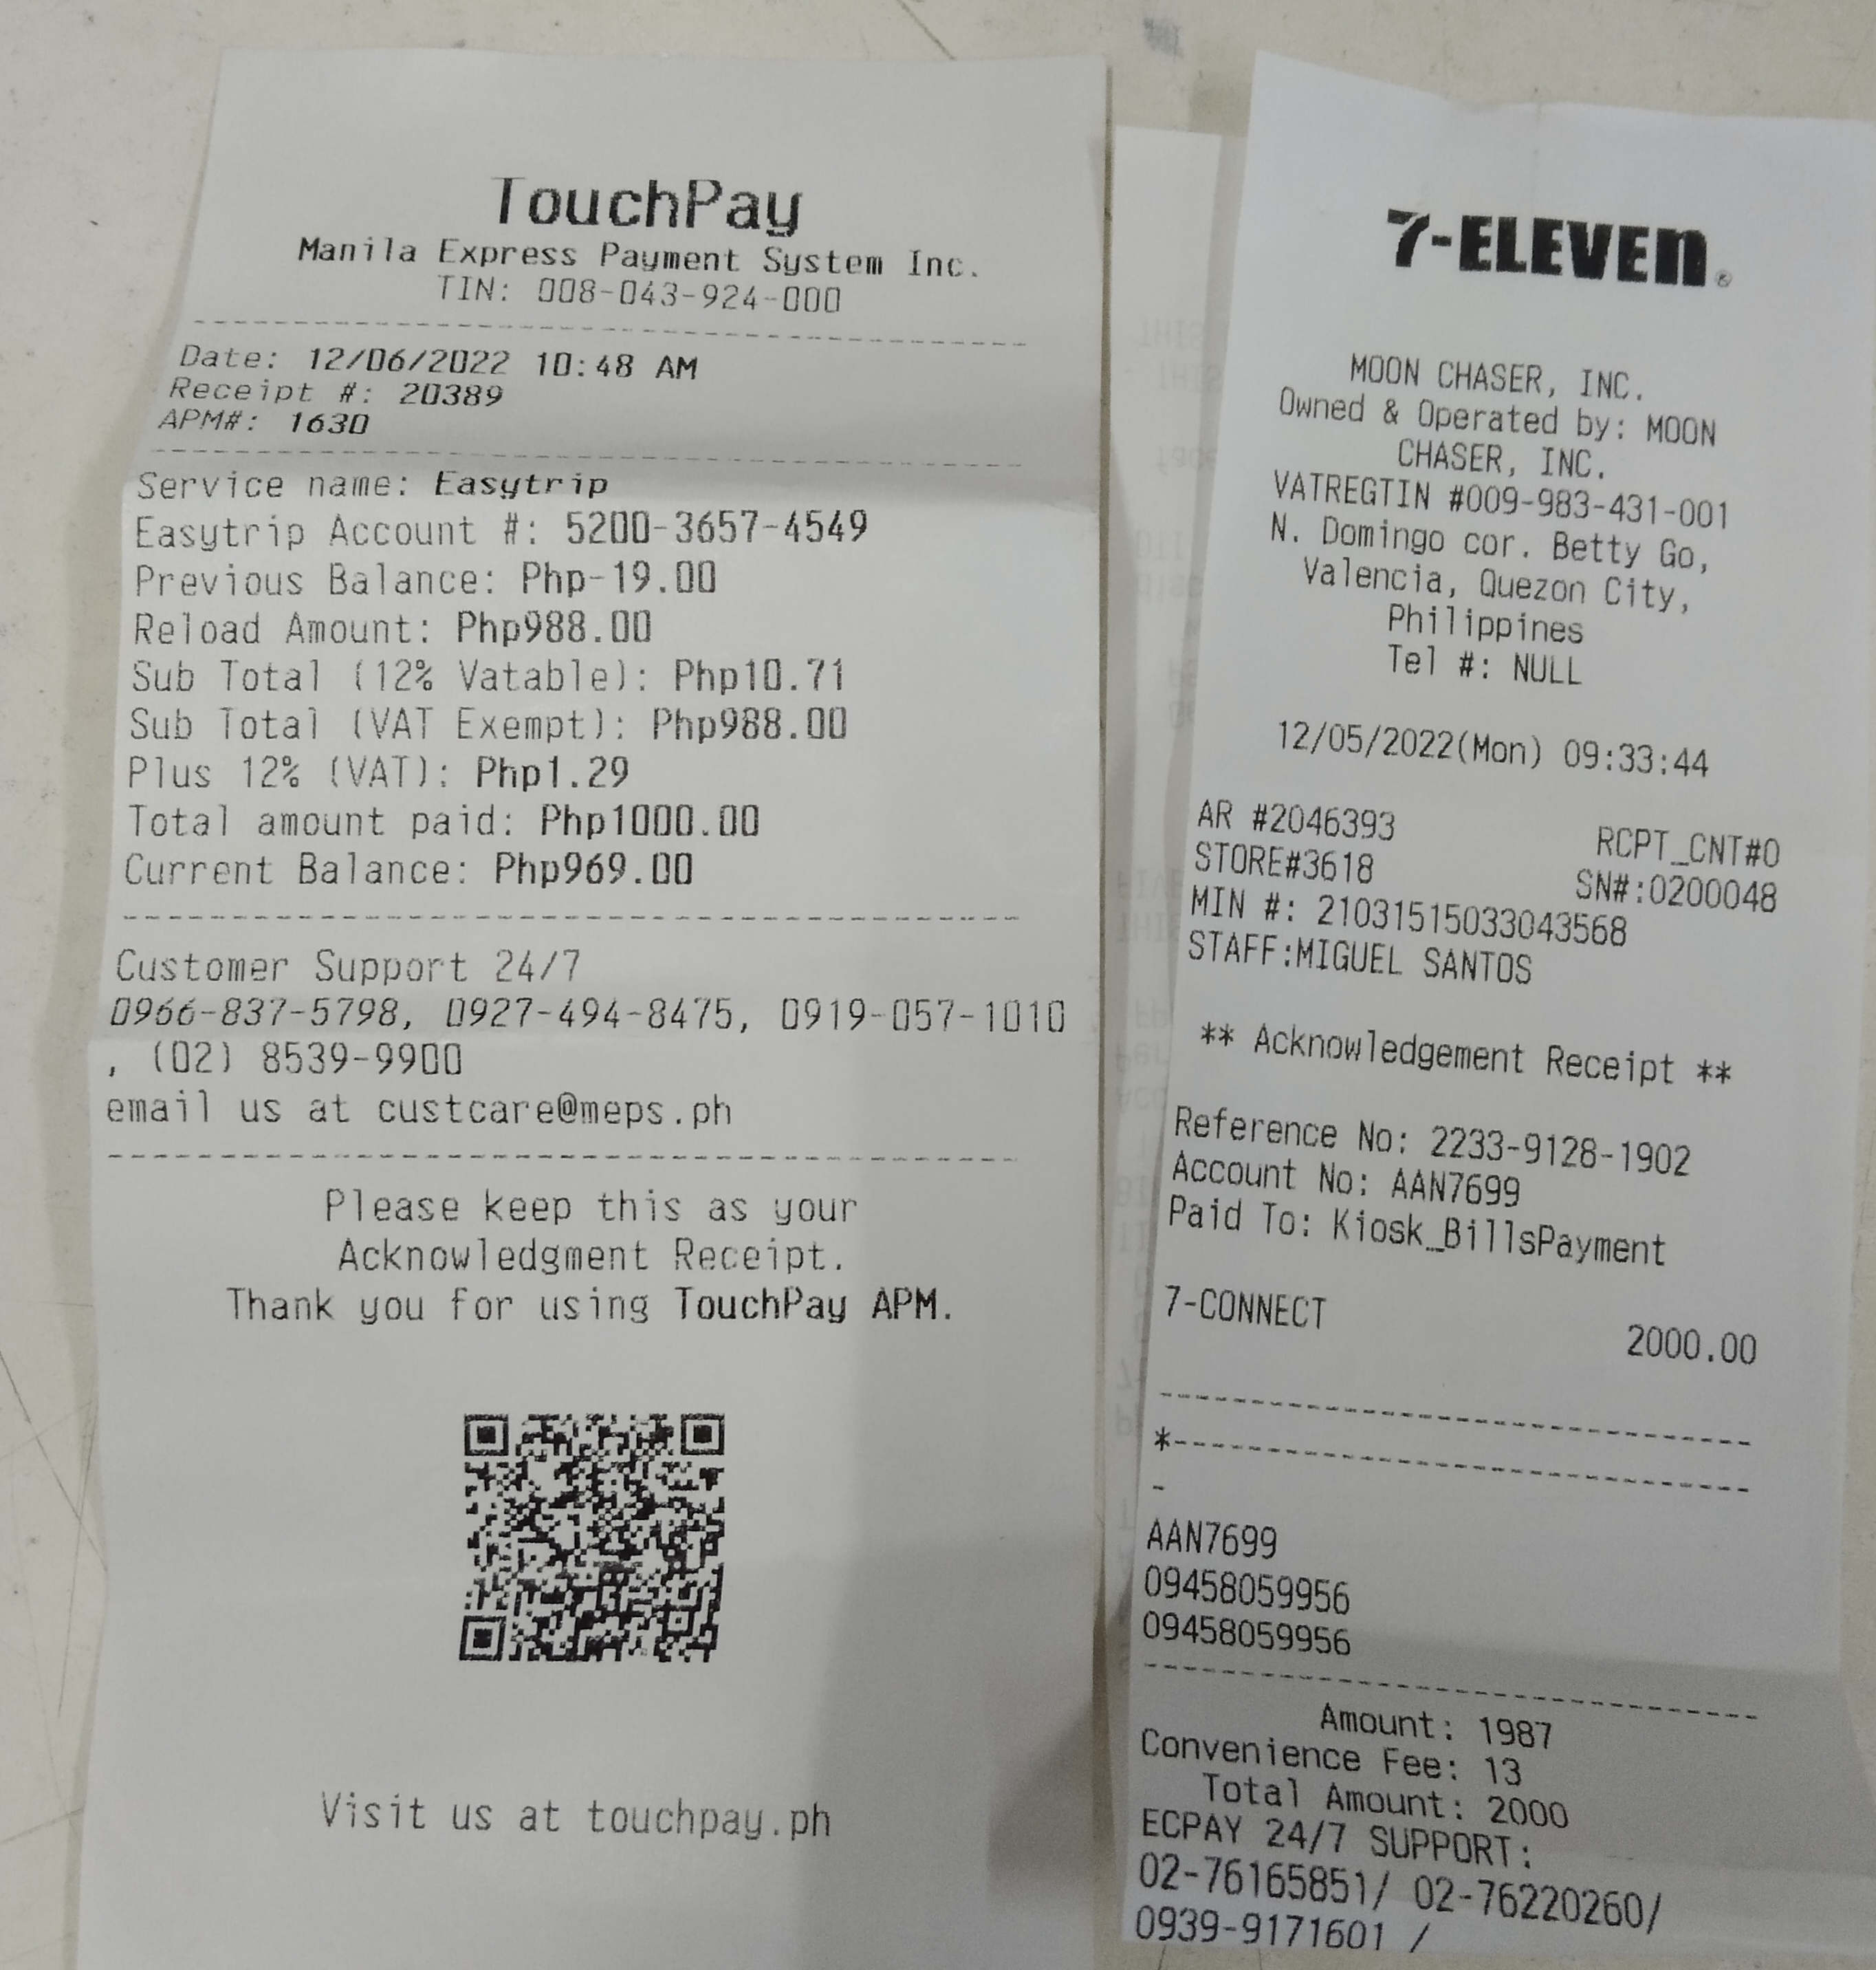 TouchPay
Manila Express Payment System Inc.
TIN: 008-043-924-000
Date: 12/06/2022 10:48 AM
Receipt #: 20389
APM#: 1630
Service name: Easytrip
Easytrip Account #: 5200-3657-4549
Previous Balance: Php-19.00
Reload Amount: Php988.00
Sub Total (12% Vatable): Php10.71
Sub Total (VAT Exempt): Php988.00
Plus 12% (VAT): Php1.29
Total amount paid: Php1000.00
Current Balance: Php969.00
Customer Support 24/7
0966-837-5798, 0927-494-8475, 0919-057-1010
, (02) 8539-9900
email us at custcare@meps.ph
Please keep this as your
Acknowledgment Receipt.
Thank you for using TouchPay APM.
Visit us at touchpay.ph
7-ELEVEn®
MOON CHASER, INC.
Owned & Operated by: MOON
CHASER, INC.
VATREGTIN #009-983-431-001
N. Domingo cor. Betty Go,
Valencia, Quezon City,
Philippines
Tel #: NULL
12/05/2022(Mon) 09:33:44
AR #2046393 RCPT_CNT#0
STORE#3618 SN#:0200048
MIN #: 21031515033043568
STAFF:MIGUEL SANTOS
** Acknowledgement Receipt **
Reference No: 2233-9128-1902
Account No: AAN7699
Paid To: Kiosk_BillsPayment
7-CONNECT 2000.00
*
-
AAN7699
09458059956
09458059956
Amount: 1987
Convenience Fee: 13
Total Amount: 2000
ECPAY 24/7 SUPPORT:
02-76165851/ 02-76220260/
0939-9171601 /